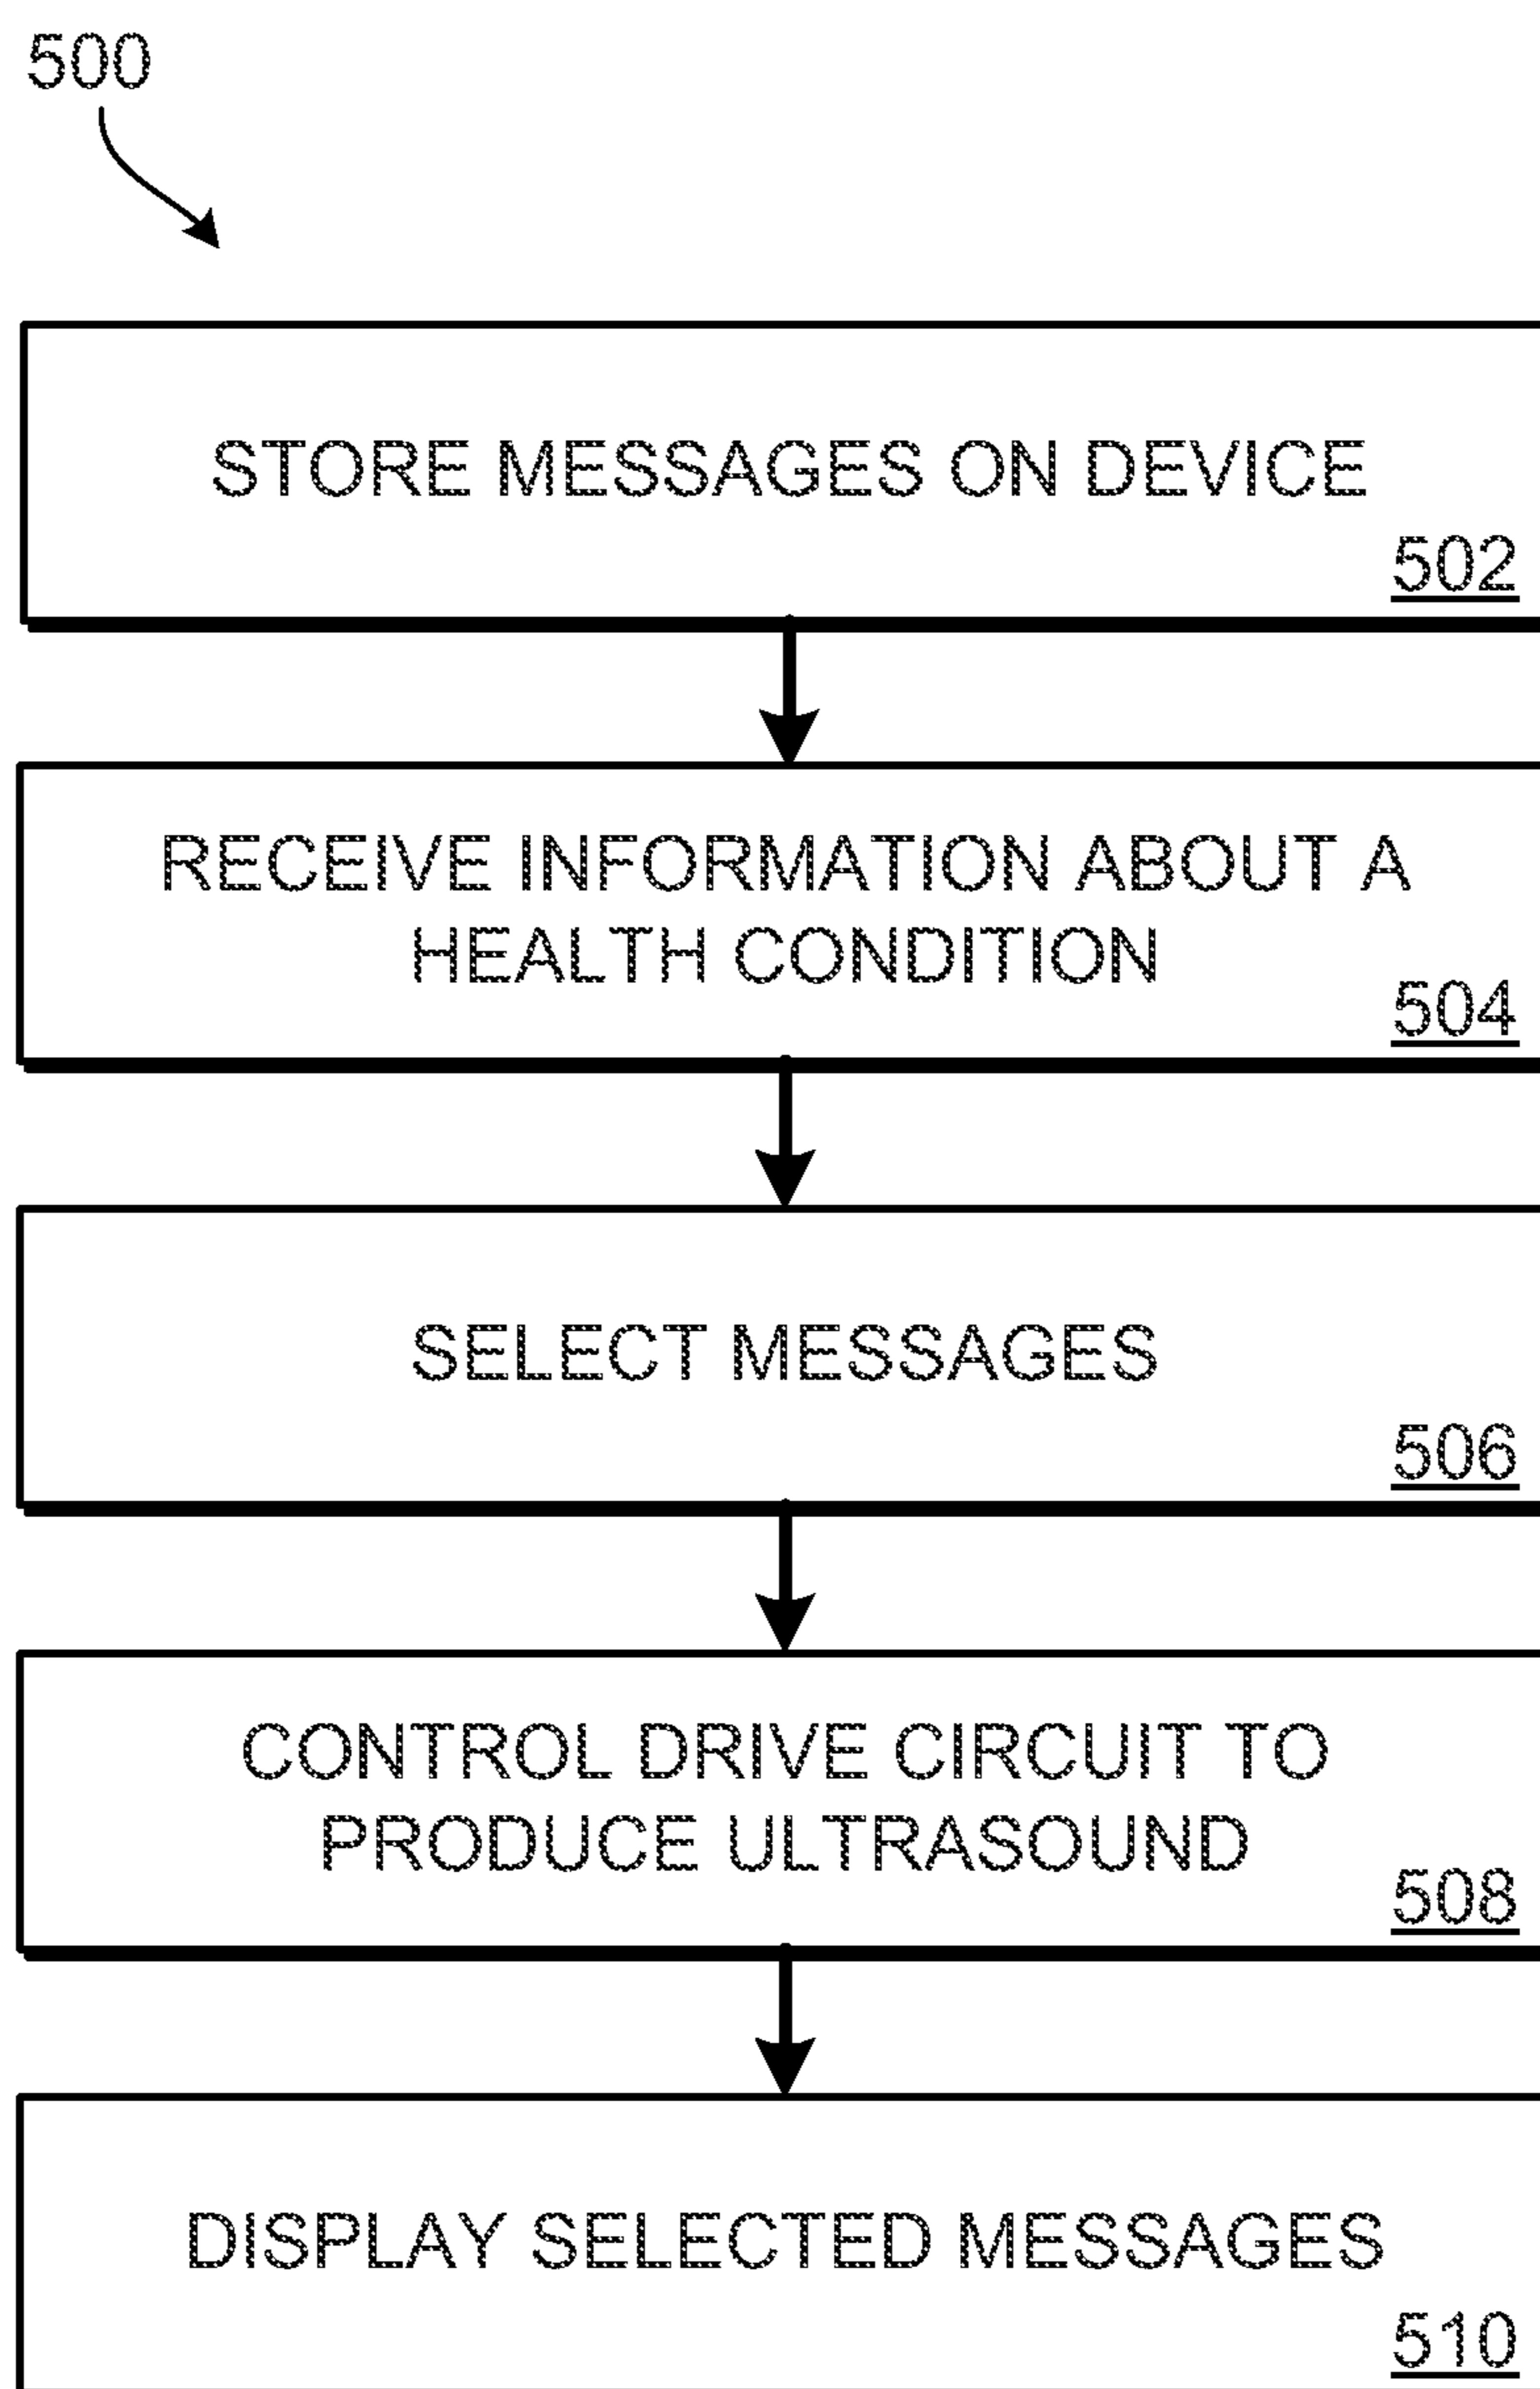 500
STORE MESSAGES ON DEVICE
502
RECEIVE INFORMATION ABOUT A
HEALTH CONDITION
504
SELECT MESSAGES
506
CONTROL DRIVE CIRCUIT TO
PRODUCE ULTRASOUND
508
DISPLAY SELECTED MESSAGES
510